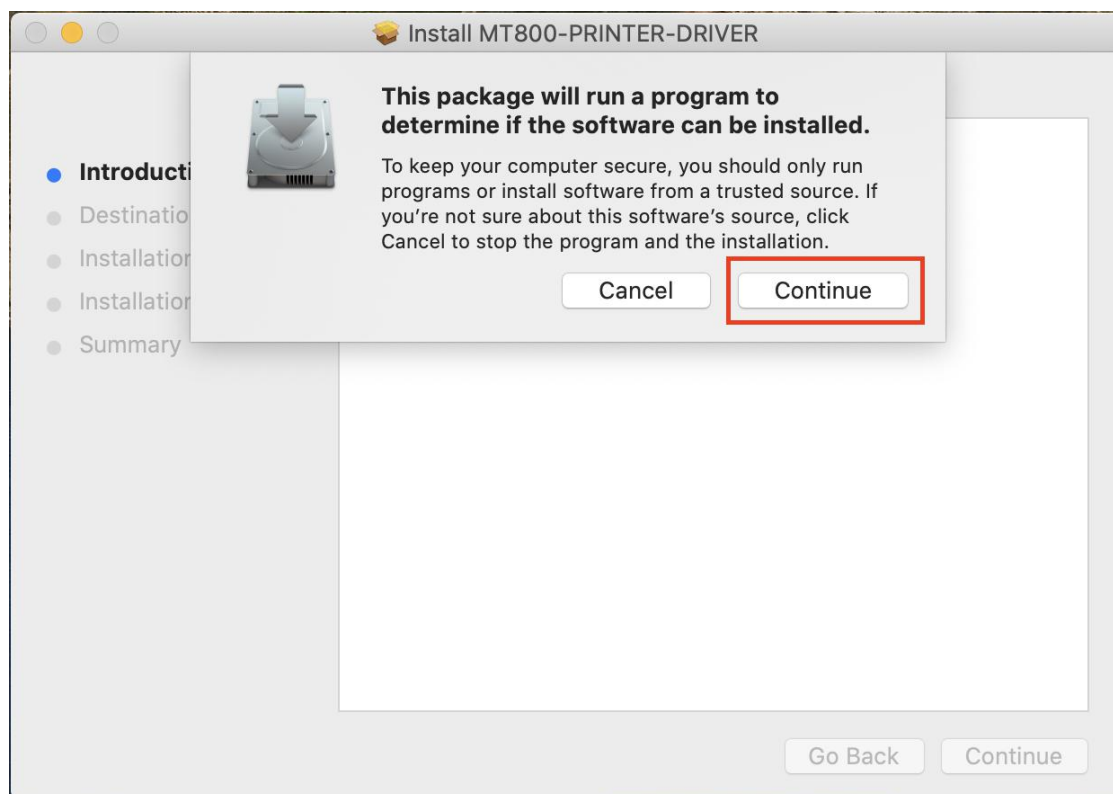 Install MT800-PRINTER-DRIVER
This package will run a program to
determine if the software can be installed.
To keep your computer secure, you should only run
programs or install software from a trusted source. If
you’re not sure about this software’s source, click
Cancel to stop the program and the installation.
Cancel
Continue
Introducti
Destinatio
Installation
Installation
Summary
Go Back
Continue